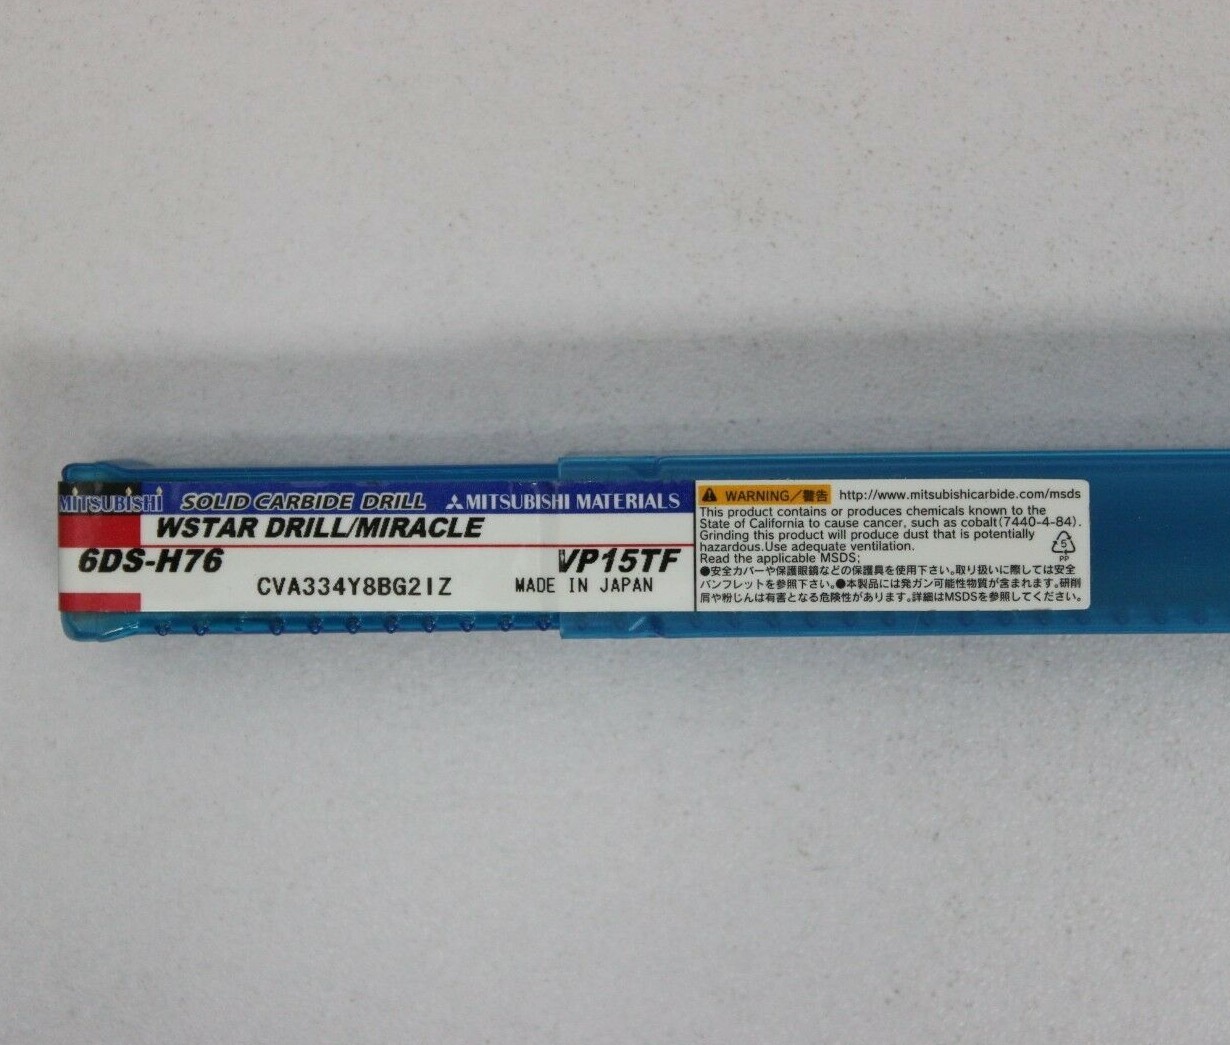 MITSUBISHI SOLID CARBIDE DRILL MITSUBISHI MATERIALS
WSTAR DRILL/MIRACLE
6DS-H76 VP15TF
CVA334Y8BG2IZ MADE IN JAPAN
WARNING/警告 http://www.mitsubishicarbide.com/msds
This product contains or produces chemicals known to the
State of California to cause cancer, such as cobalt(7440-4-84).
Grinding this product will produce dust that is potentially
hazardous.Use adequate ventilation.
Read the applicable MSDS;
5
PP
●安全カバーや保護眼鏡などの保護具を使用下さい。取り扱いに際しては安全
パンフレットを参照下さい。●本製品には発ガン可能性物質が含まれます。研削
屑や粉じんは有害となる危険性があります。詳細はMSDSを参照してください。